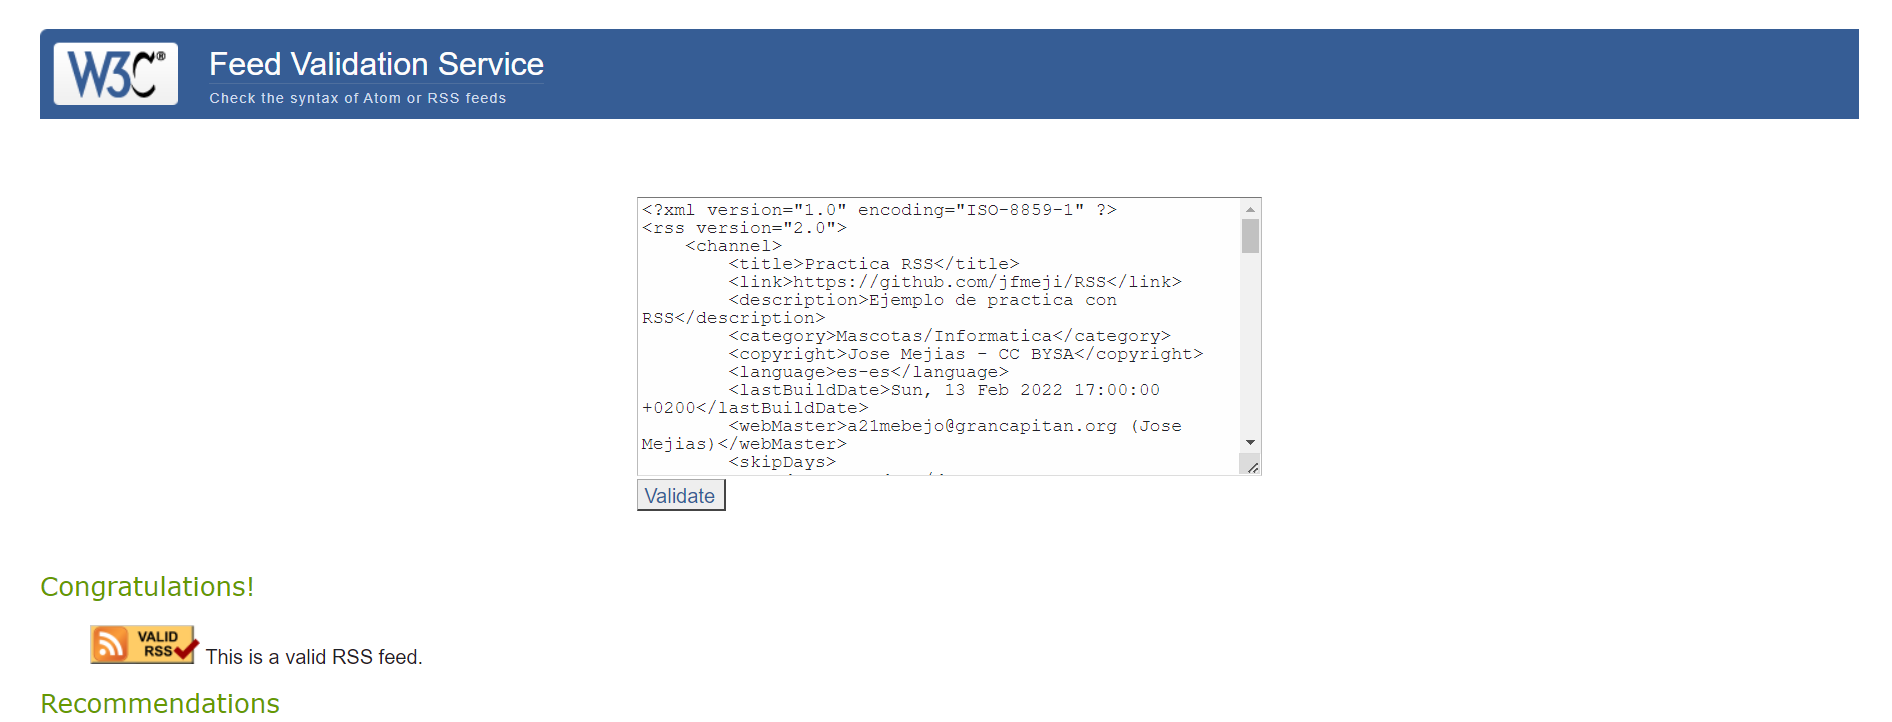 W3C®
Feed Validation Service
Check the syntax of Atom or RSS feeds
<?xml version="1.0" encoding="ISO-8859-1" ?>
<rss version="2.0">
<channel>
<title>Practica RSS</title>
<link>https://github.com/jfmeji/RSS</link>
<description>Ejemplo de practica con
RSS</description>
<category>Mascotas/Informatica</category>
<copyright>Jose Mejias - CC BYSA</copyright>
<language>es-es</language>
<lastBuildDate>Sun, 13 Feb 2022 17:00:00
+0200</lastBuildDate>
<webMaster>a21mebejo@grancapitan.org (Jose
Mejias)</webMaster>
<skipDays>
Validate
Congratulations!
VALID
RSS
This is a valid RSS feed.
Recommendations